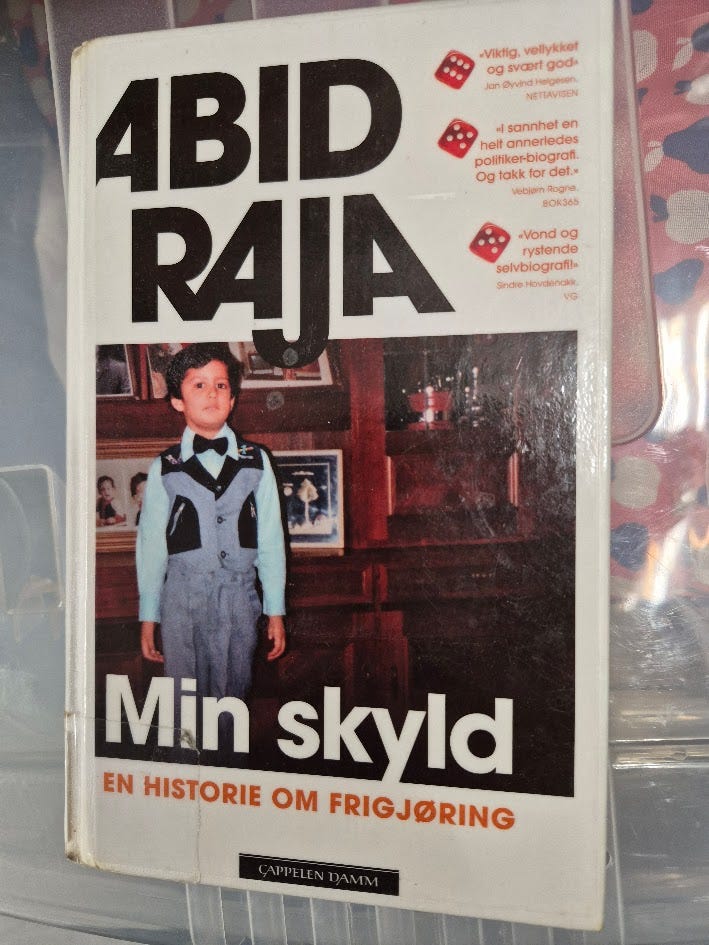 ABID
RAJA
«Viktig, vellykket
og svært god»
Jan Øyvind Helgesen,
NETTAVISEN
«I sannhet en
helt annerledes
politiker-biografi.
Og takk for det.»
Vebjørn Rogne,
BOK365
«Vond og
rystende
selvbiografi!»
Sindre Hovdenakk,
VG
Min skyld
EN HISTORIE OM FRIGJØRING
CAPPELEN DAMM